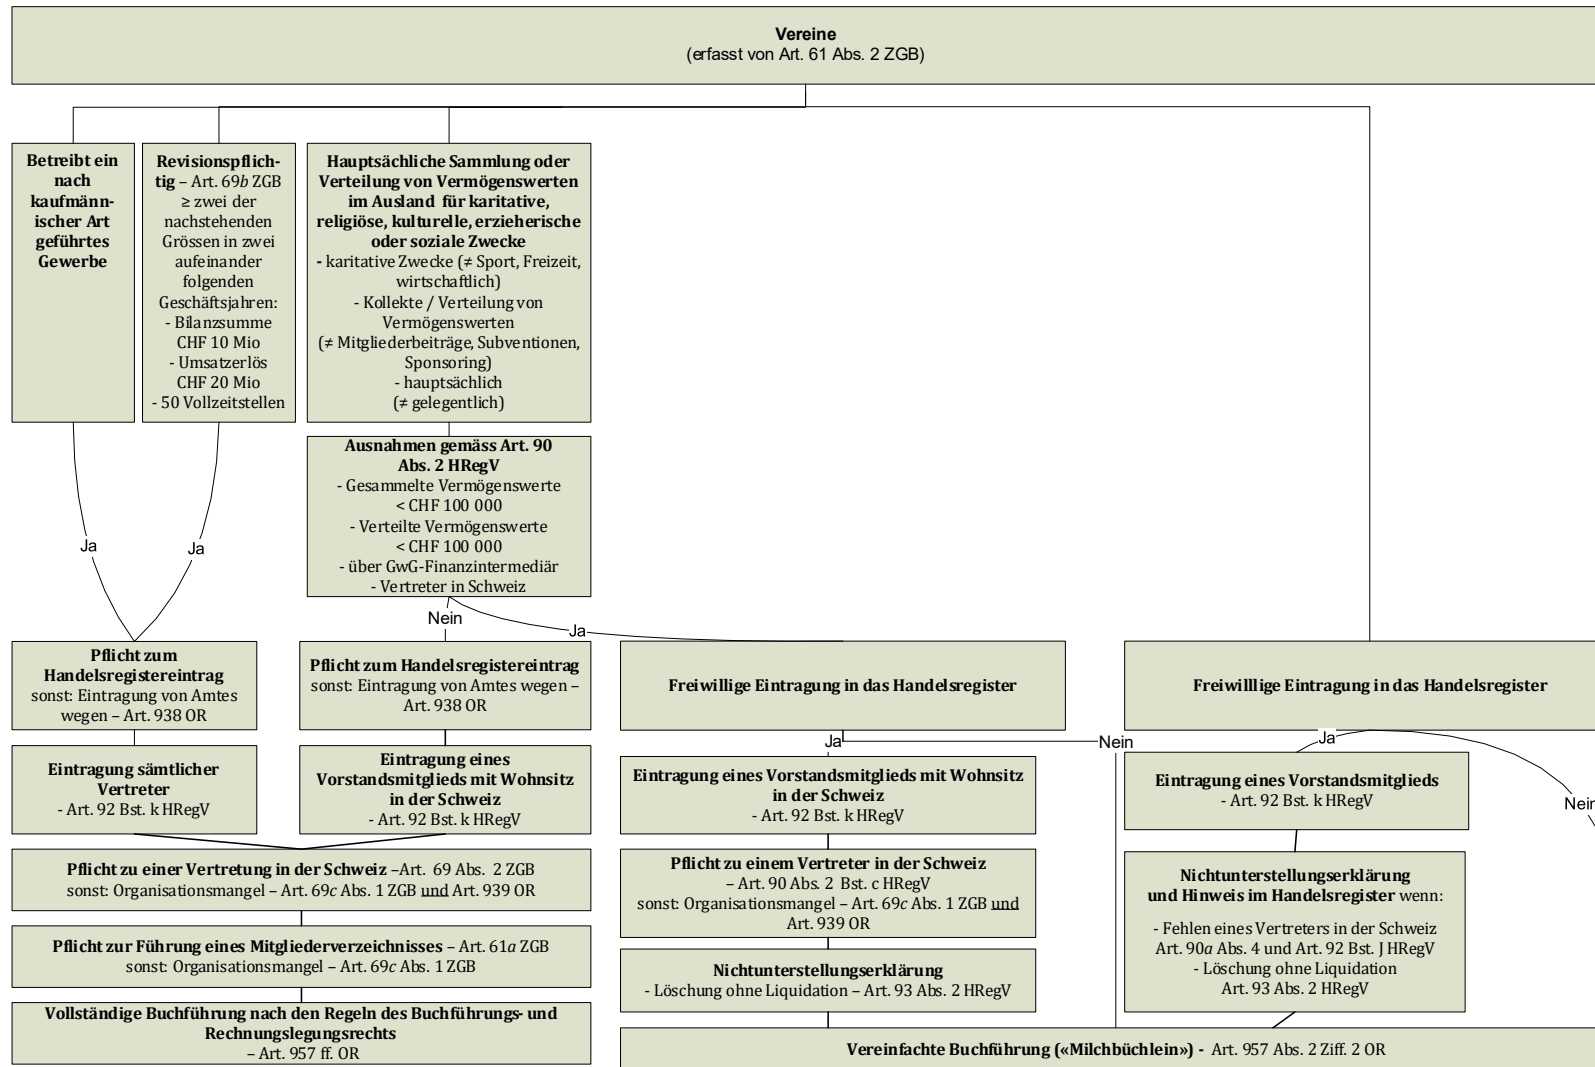 Vereine
(erfasst von Art. 61 Abs. 2 ZGB)
Betreibt ein
nach
kaufmänn-
ischer Art
geführtes
Gewerbe
Revisionspflich-
tig – Art. 69b ZGB
≥ zwei der
nachstehenden
Grössen in zwei
aufeinander
folgenden
Geschäftsjahren:
- Bilanzsumme
CHF 10 Mio
- Umsatzerlös
CHF 20 Mio
- 50 Vollzeitstellen
Hauptsächliche Sammlung oder
Verteilung von Vermögenswerten
im Ausland für karitative,
religiöse, kulturelle, erzieherische
oder soziale Zwecke
- karitative Zwecke (≠ Sport, Freizeit,
wirtschaftlich)
- Kollekte / Verteilung von
Vermögenswerten
(≠ Mitgliederbeiträge, Subventionen,
Sponsoring)
- hauptsächlich
(≠ gelegentlich)
Ausnahmen gemäss Art. 90
Abs. 2 HRegV
- Gesammelte Vermögenswerte
< CHF 100 000
- Verteilte Vermögenswerte
< CHF 100 000
- über GwG-Finanzintermediär
- Vertreter in Schweiz
Ja
Ja
Nein
Ja
Pflicht zum
Handelsregistereintrag
sonst: Eintragung von Amtes
wegen – Art. 938 OR
Pflicht zum Handelsregistereintrag
sonst: Eintragung von Amtes wegen –
Art. 938 OR
Freiwillige Eintragung in das Handelsregister
Freiwilllige Eintragung in das Handelsregister
Ja
Nein
Ja
Nein
Eintragung sämtlicher
Vertreter
- Art. 92 Bst. k HRegV
Eintragung eines
Vorstandsmitglieds mit Wohnsitz
in der Schweiz
- Art. 92 Bst. k HRegV
Eintragung eines Vorstandsmitglieds mit Wohnsitz
in der Schweiz
- Art. 92 Bst. k HRegV
Eintragung eines Vorstandsmitglieds
- Art. 92 Bst. k HRegV
Pflicht zu einer Vertretung in der Schweiz –Art. 69 Abs. 2 ZGB
sonst: Organisationsmangel – Art. 69c Abs. 1 ZGB und Art. 939 OR
Pflicht zu einem Vertreter in der Schweiz
– Art. 90 Abs. 2 Bst. c HRegV
sonst: Organisationsmangel – Art. 69c Abs. 1 ZGB und
Art. 939 OR
Nichtunterstellungserklärung
und Hinweis im Handelsregister wenn:
- Fehlen eines Vertreters in der Schweiz
Art. 90a Abs. 4 und Art. 92 Bst. J HRegV
- Löschung ohne Liquidation
Art. 93 Abs. 2 HRegV
Pflicht zur Führung eines Mitgliederverzeichnisses – Art. 61a ZGB
sonst: Organisationsmangel – Art. 69c Abs. 1 ZGB
Nichtunterstellungserklärung
- Löschung ohne Liquidation – Art. 93 Abs. 2 HRegV
Vollständige Buchführung nach den Regeln des Buchführungs- und
Rechnungslegungsrechts
– Art. 957 ff. OR
Vereinfachte Buchführung («Milchbüchlein») - Art. 957 Abs. 2 Ziff. 2 OR